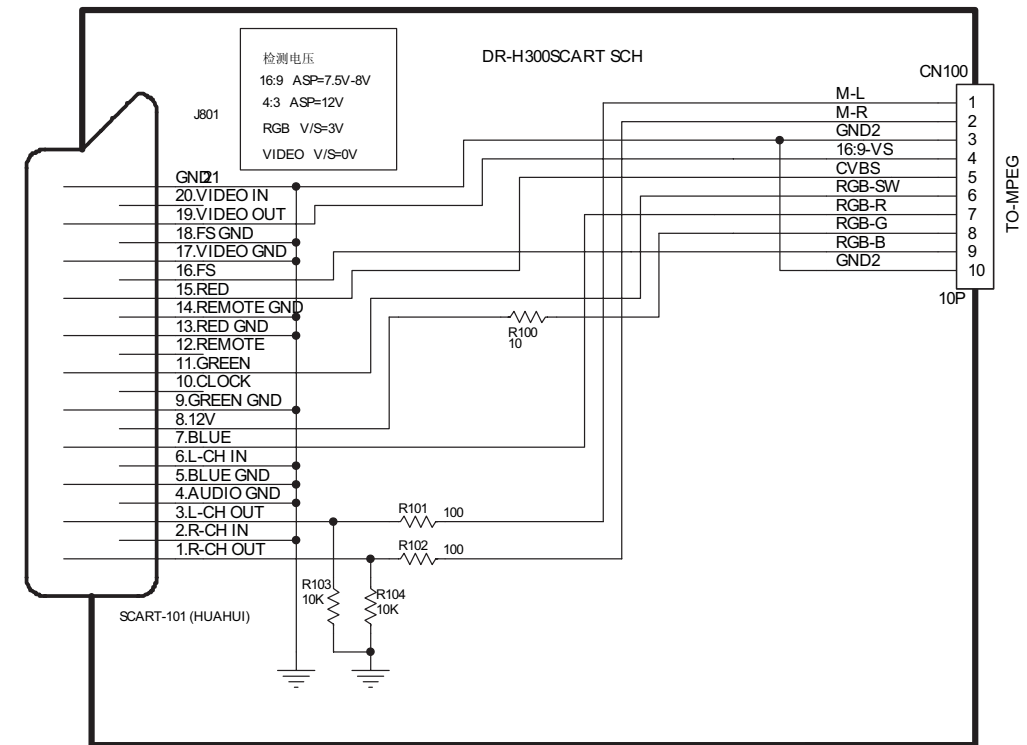 DR-H300SCART SCH
检测电压
16:9 ASP=7.5V-8V
4:3 ASP=12V
RGB V/S=3V
VIDEO V/S=0V
J801
CN100
M-L
M-R
GND2
16:9-VS
CVBS
RGB-SW
RGB-R
RGB-G
RGB-B
GND2
1
2
3
4
5
6
7
8
9
10
TO-MPEG
10P
GND21
20.VIDEO IN
19.VIDEO OUT
18.FS GND
17.VIDEO GND
16.FS
15.RED
14.REMOTE GND
13.RED GND
12.REMOTE
11.GREEN
10.CLOCK
9.GREEN GND
8.12V
7.BLUE
6.L-CH IN
5.BLUE GND
4.AUDIO GND
3.L-CH OUT
2.R-CH IN
1.R-CH OUT
R100
10
R101 100
R102 100
R103
10K
R104
10K
SCART-101 (HUAHUI)